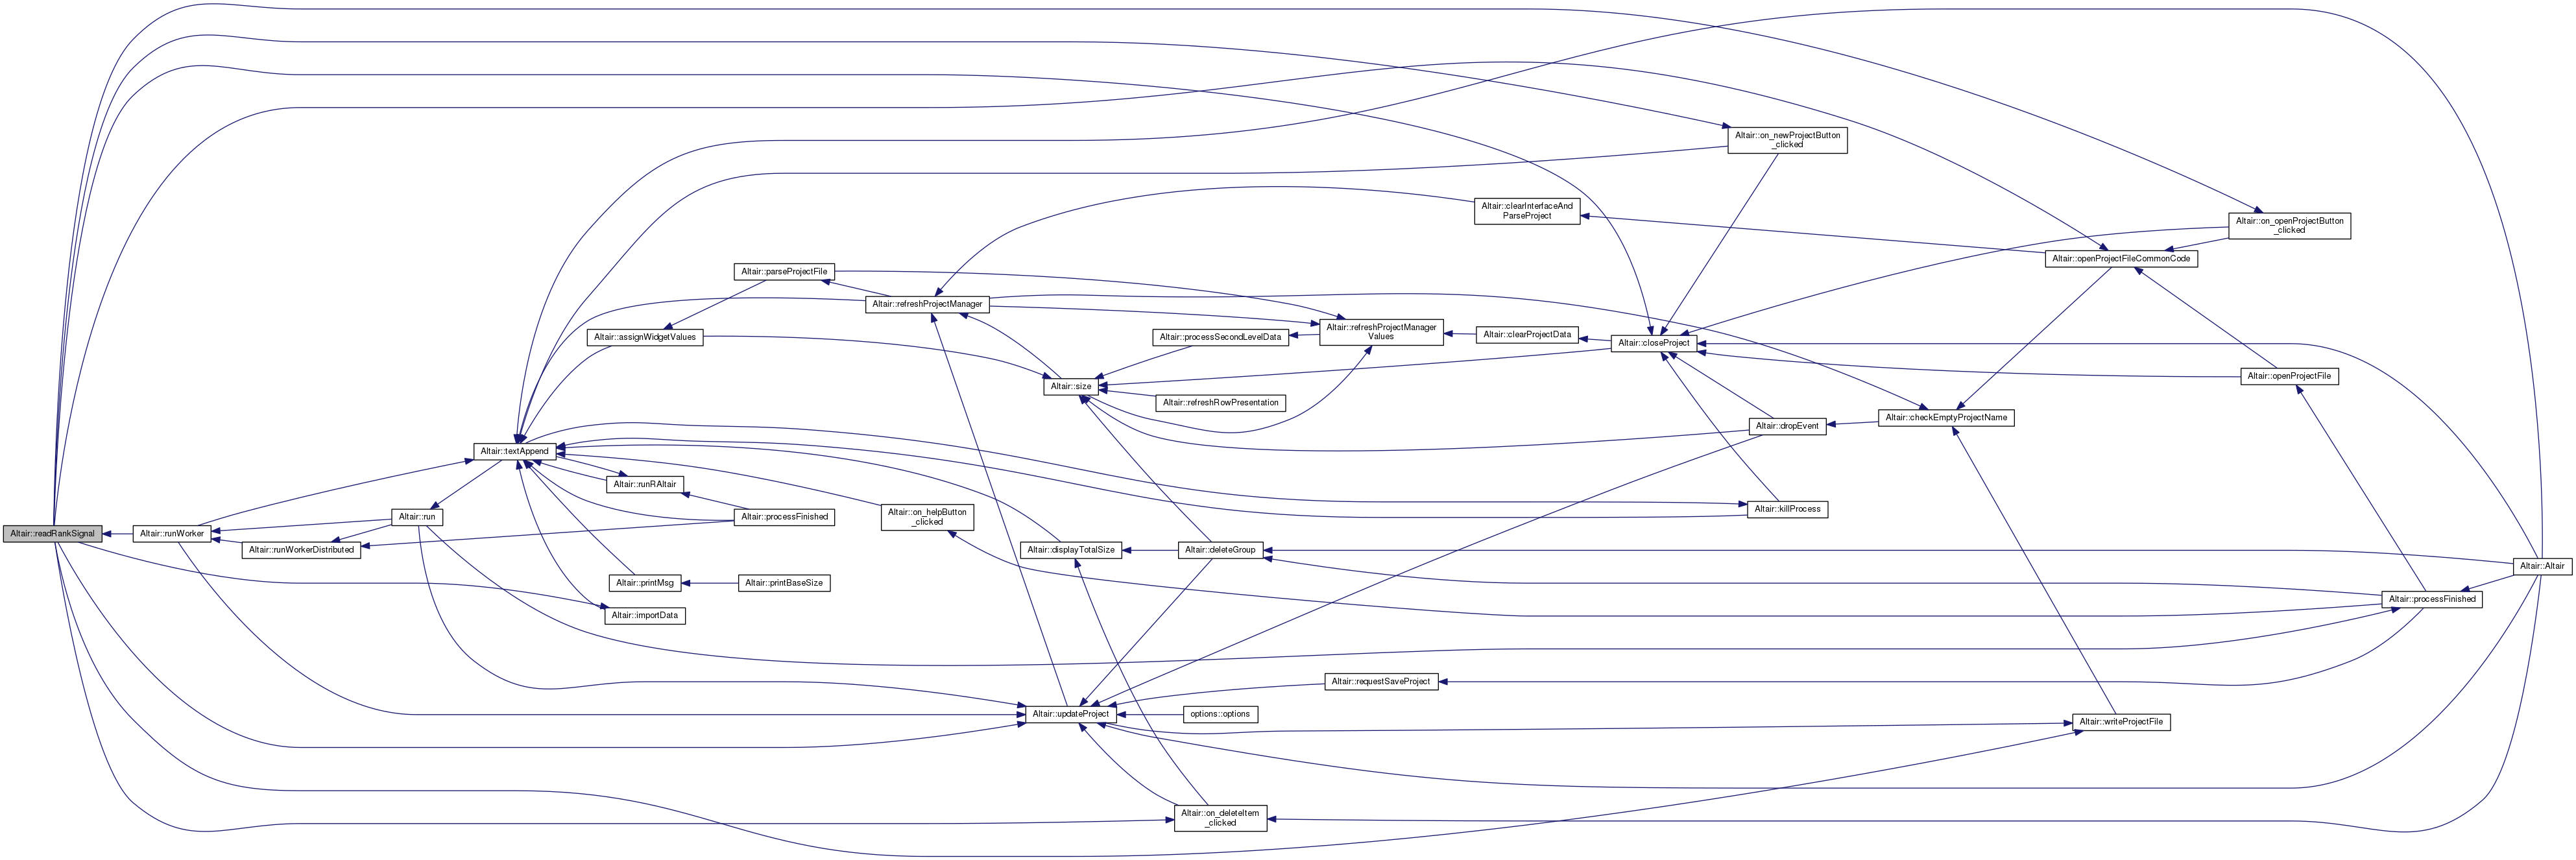 Altair::readRankSignal
Altair::runWorker
Altair::runWorkerDistributed
Altair::run
Altair::textAppend
Altair::assignWidgetValues
Altair::parseProjectFile
Altair::runRAltair
Altair::processFinished
Altair::printMsg
Altair::printBaseSize
Altair::importData
Altair::refreshProjectManager
Altair::on_helpButton
_clicked
Altair::size
Altair::displayTotalSize
Altair::updateProject
Altair::processSecondLevelData
Altair::refreshRowPresentation
Altair::deleteGroup
options::options
Altair::on_deleteItem
_clicked
Altair::refreshProjectManager
Values
Altair::requestSaveProject
Altair::clearInterfaceAnd
ParseProject
Altair::clearProjectData
Altair::closeProject
Altair::on_newProjectButton
_clicked
Altair::dropEvent
Altair::killProcess
Altair::checkEmptyProjectName
Altair::openProjectFileCommonCode
Altair::writeProjectFile
Altair::on_openProjectButton
_clicked
Altair::openProjectFile
Altair::processFinished
Altair::Altair